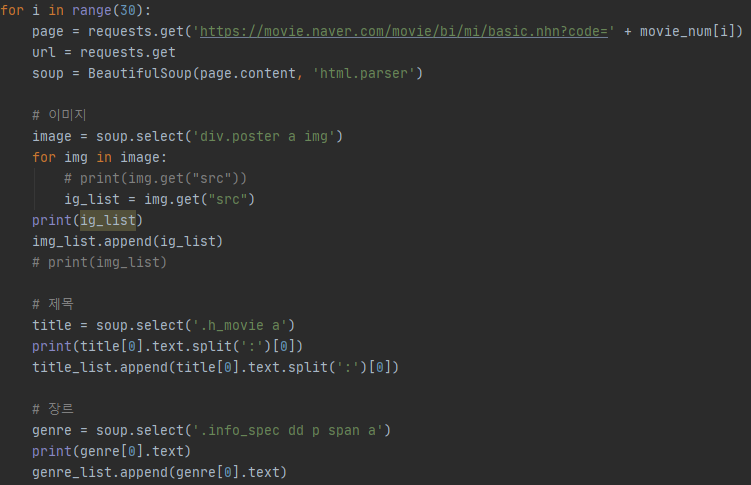 for i in range(30):
    page = requests.get('https://movie.naver.com/movie/bi/mi/basic.nhn?code=' + movie_num[i])
    url = requests.get
    soup = BeautifulSoup(page.content, 'html.parser')

    # 이미지
    image = soup.select('div.poster a img')
    for img in image:
        # print(img.get("src"))
        ig_list = img.get("src")
    print(ig_list)
    img_list.append(ig_list)
    # print(img_list)

    # 제목
    title = soup.select('.h_movie a')
    print(title[0].text.split(':')[0])
    title_list.append(title[0].text.split(':')[0])

    # 장르
    genre = soup.select('.info_spec dd p span a')
    print(genre[0].text)
    genre_list.append(genre[0].text)